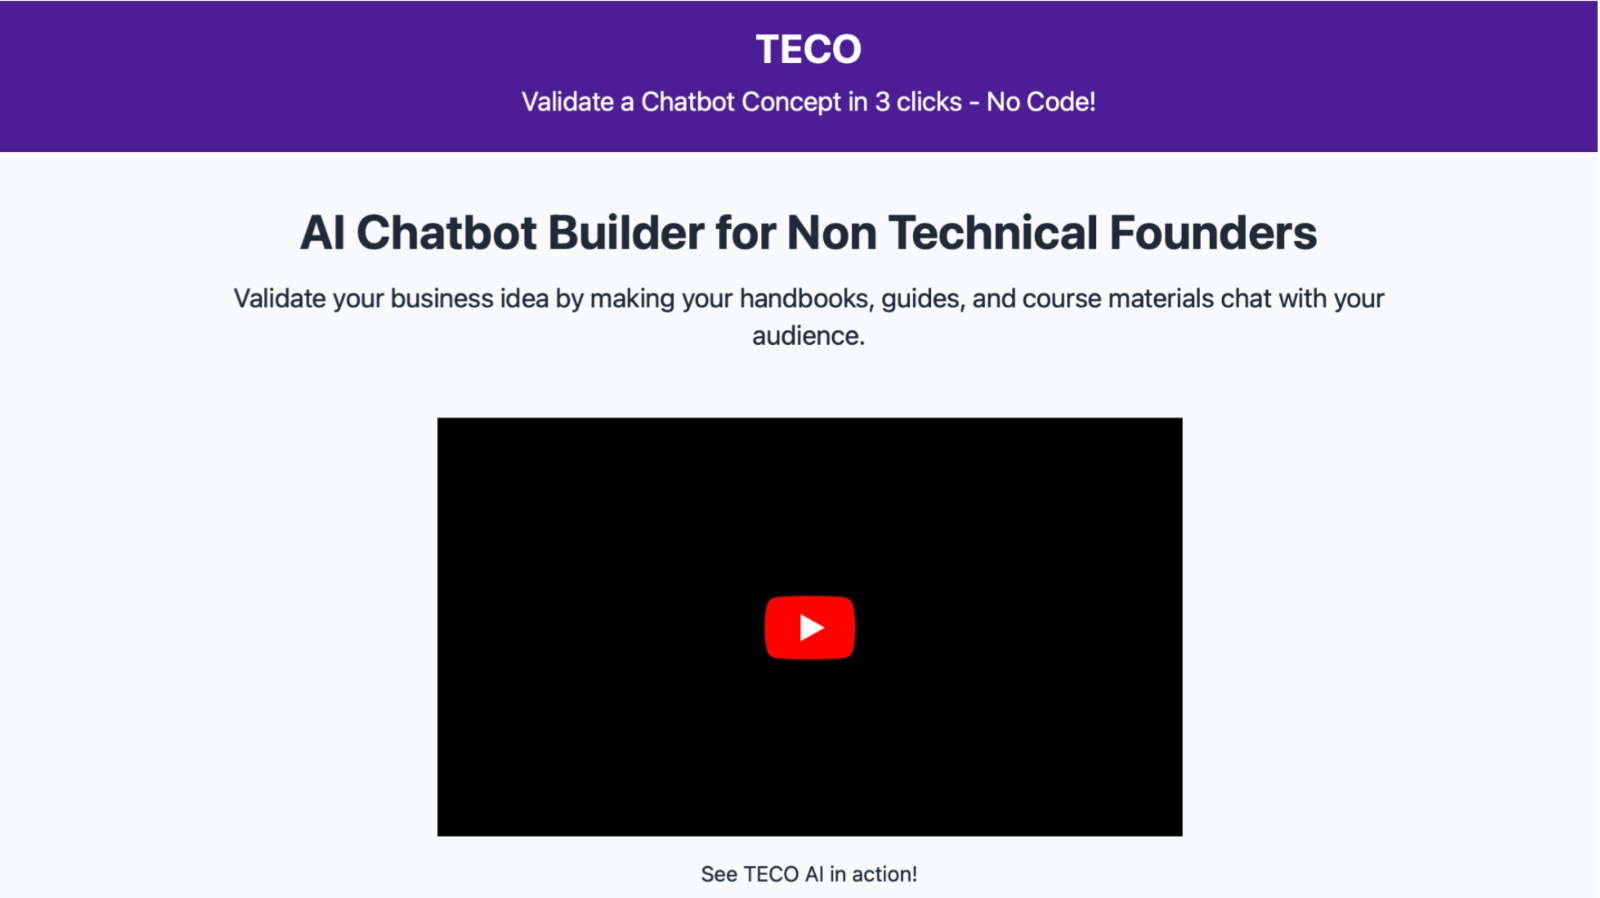 TECO
Validate a Chatbot Concept in 3 clicks - No Code!
AI Chatbot Builder for Non Technical Founders
Validate your business idea by making your handbooks, guides, and course materials chat with your
audience.
See TECO AI in action!